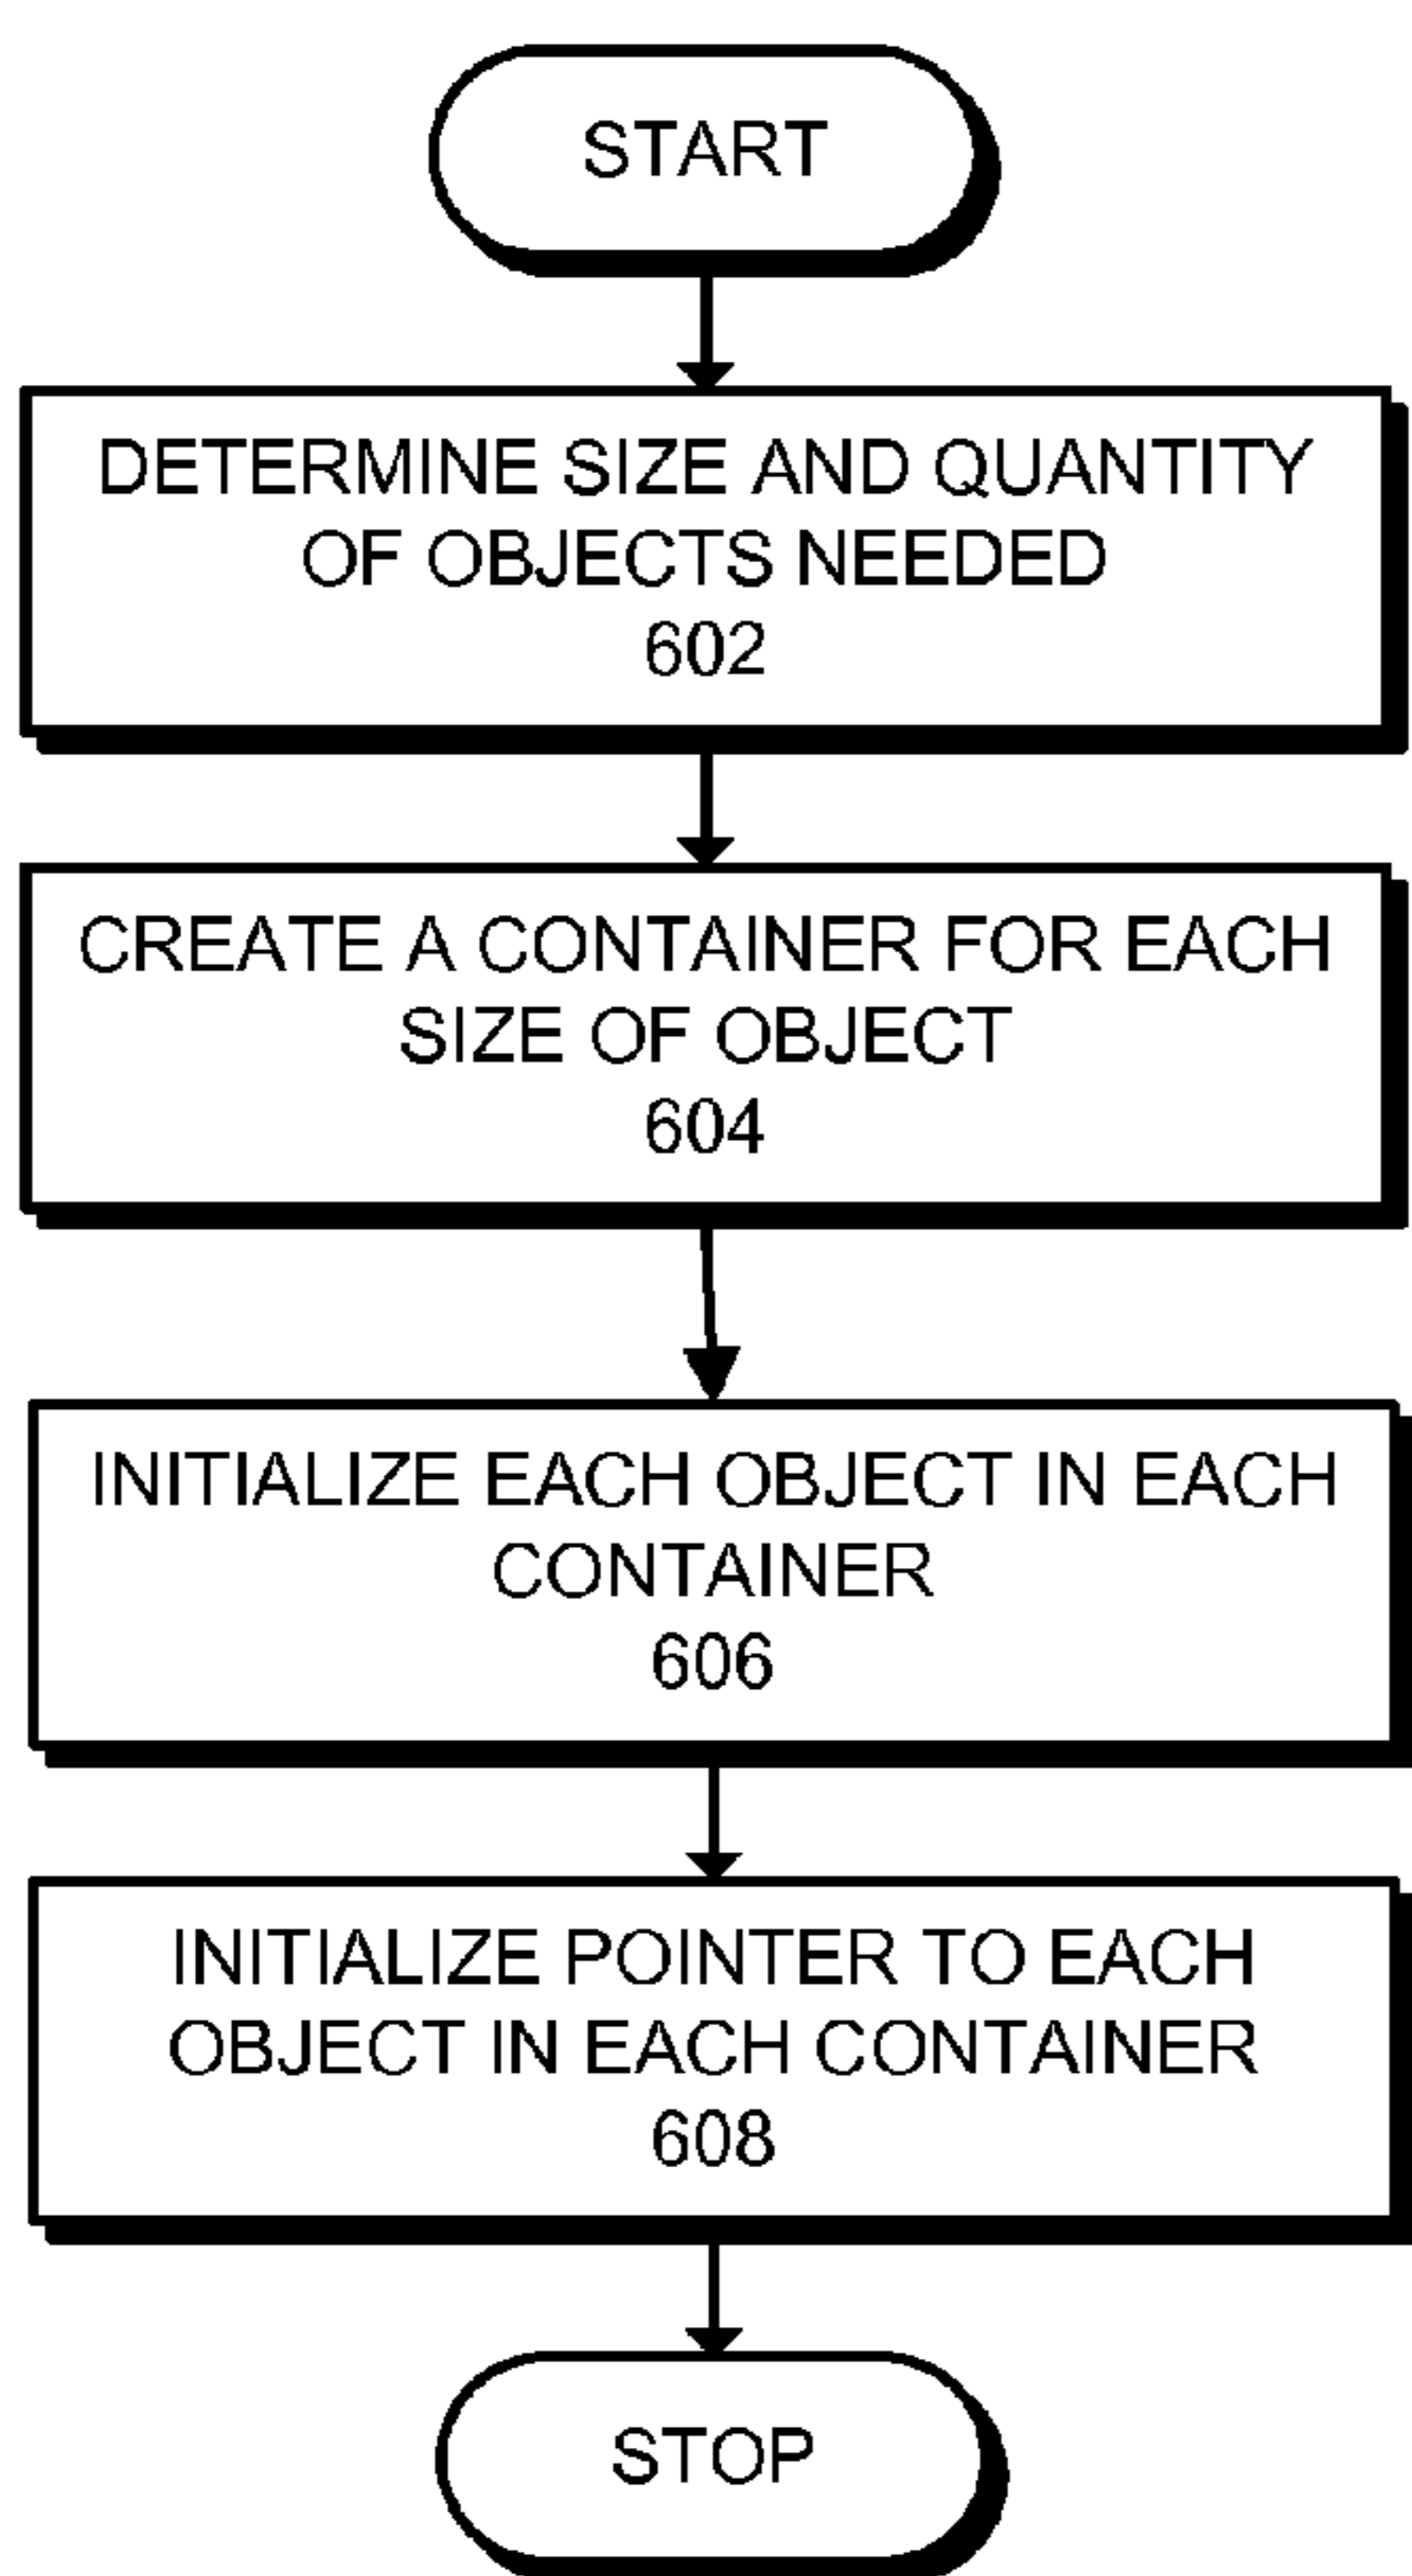 START
DETERMINE SIZE AND QUANTITY
OF OBJECTS NEEDED
602
CREATE A CONTAINER FOR EACH
SIZE OF OBJECT
604
INITIALIZE EACH OBJECT IN EACH
CONTAINER
606
INITIALIZE POINTER TO EACH
OBJECT IN EACH CONTAINER
608
STOP